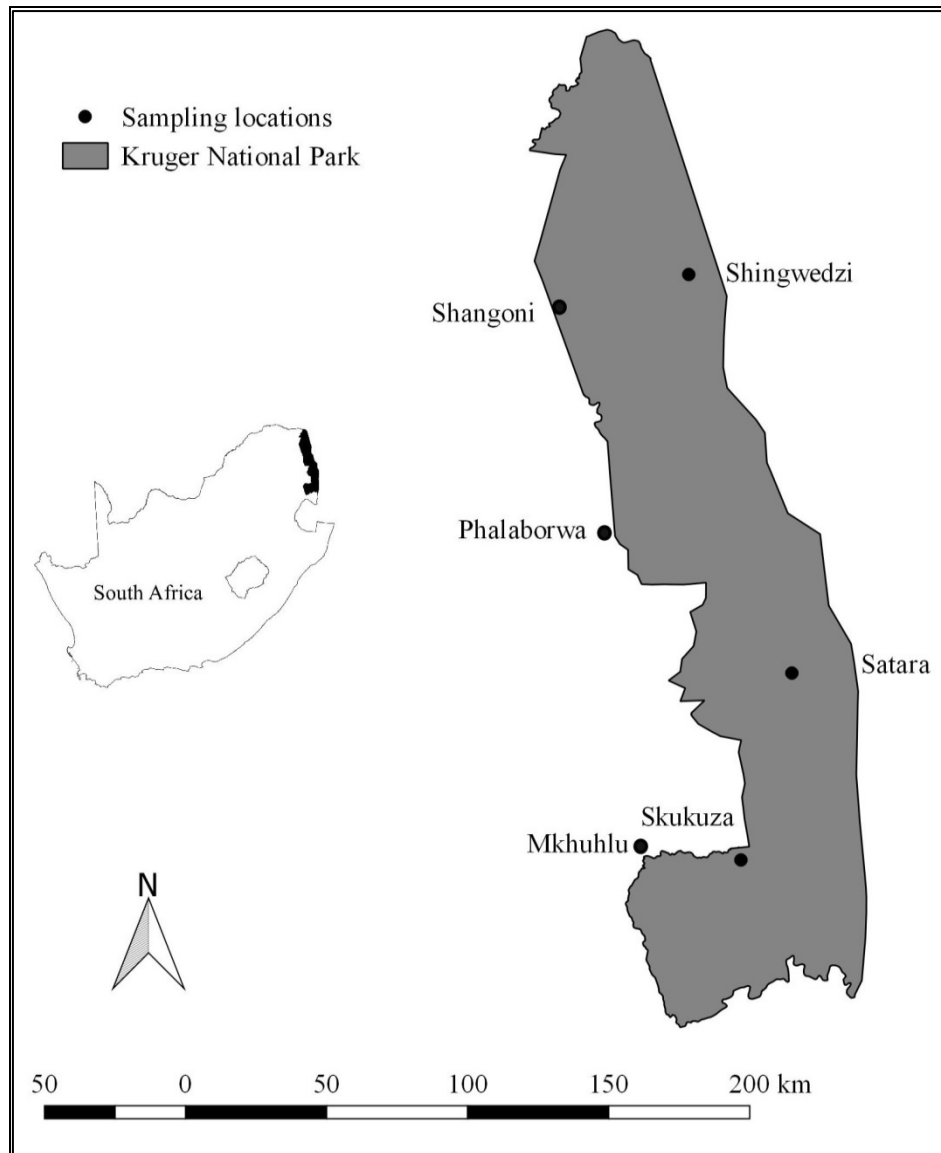 Sampling locations
Kruger National Park
Shingwedzi
Shangoni
Phalaborwa
South Africa
Satara
Skukuza
Mkhuhlu
N
50 0 50 100 150 200 km